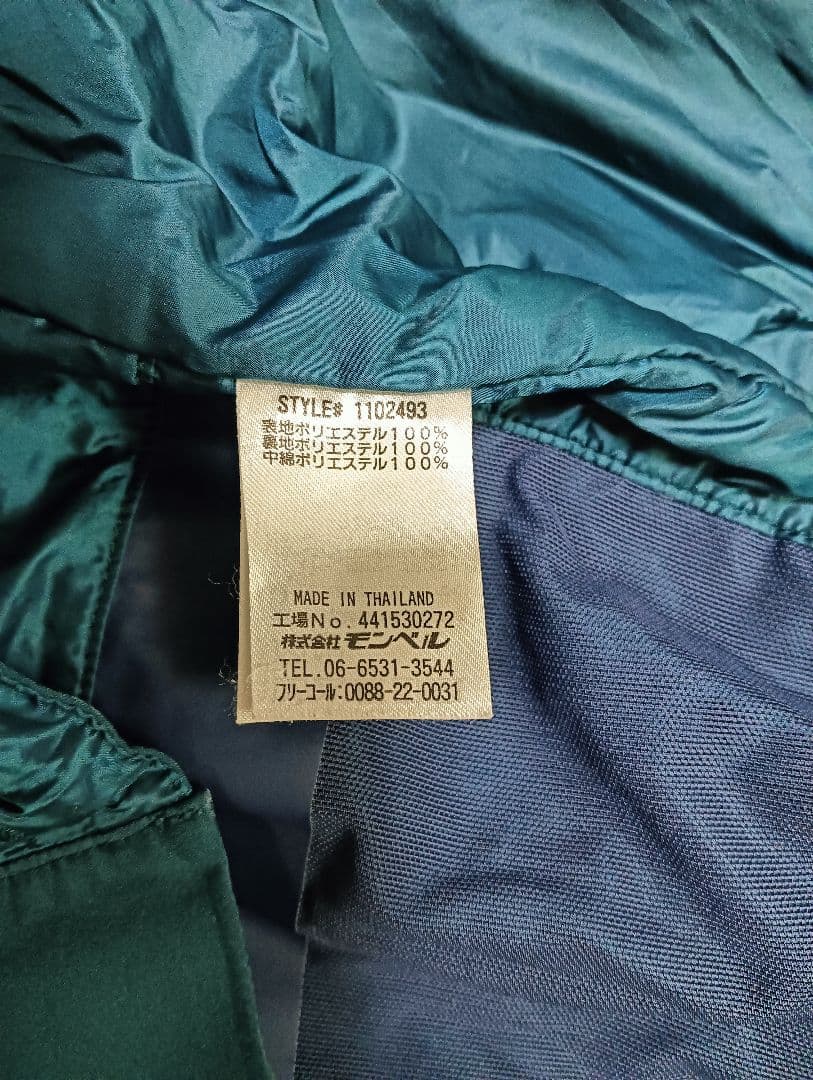 STYLE# 1102493
表地ポリエステル100%
裏地ポリエステル100%
中綿ポリエステル100%
MADE IN THAILAND
工場No.441530272
株式会社 モンベル
TEL.06-6531-3544
フリーコール:0088-22-0031